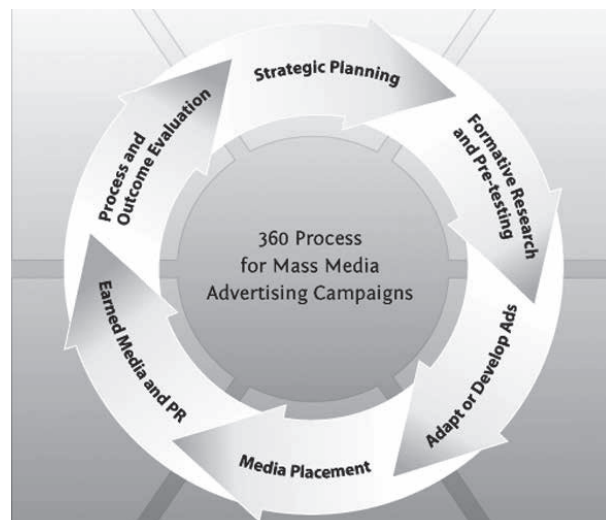 Strategic Planning
Formative Research
and Pre-testing
Adapt or Develop Ads
Media Placement
Earned Media and PR
Process and
Outcome Evaluation
360 Process
for Mass Media
Advertising Campaigns